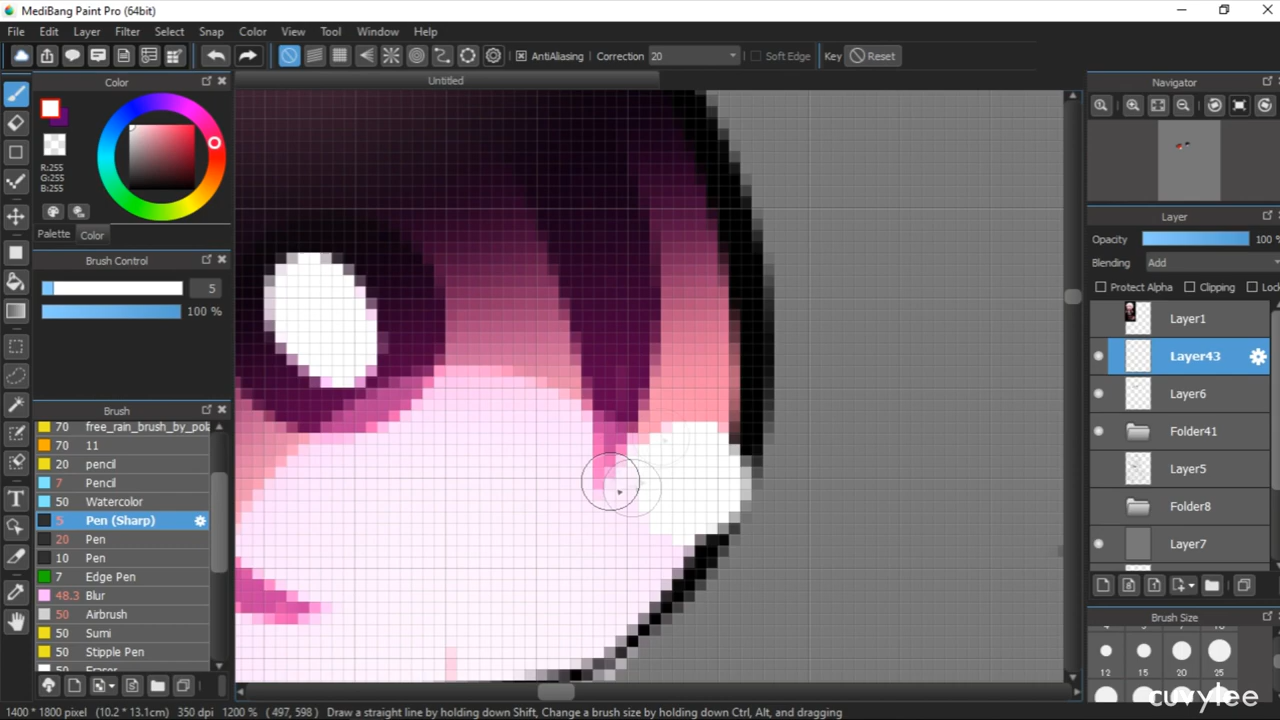 MediBang Paint Pro (64bit)
File Edit Layer Filter Select Snap Color View Tool Window Help
AntiAliasing Correction 20 Soft Edge Key Reset
Color
Untitled
Navigator
R:255
G:255
B:255
Palette Color
Layer
Opacity 100 %
Blending Add
Protect Alpha Clipping Lock
Brush Control
5
100 %
Layer1
Layer43
Layer6
Folder41
Layer5
Folder8
Layer7
Brush
70 free_rain_brush_by_pola
70 11
20 pencil
7 Pencil
50 Watercolor
5 Pen (Sharp)
20 Pen
10 Pen
7 Edge Pen
48.3 Blur
50 Airbrush
50 Sumi
50 Stipple Pen
50 Eraser
Brush Size
12 15 20 25
cuvylee
1400 * 1800 pixel (10.2 * 13.1cm) 350 dpi 1200 % ( 497, 598 ) Draw a straight line by holding down Shift, Change a brush size by holding down Ctrl, Alt, and dragging